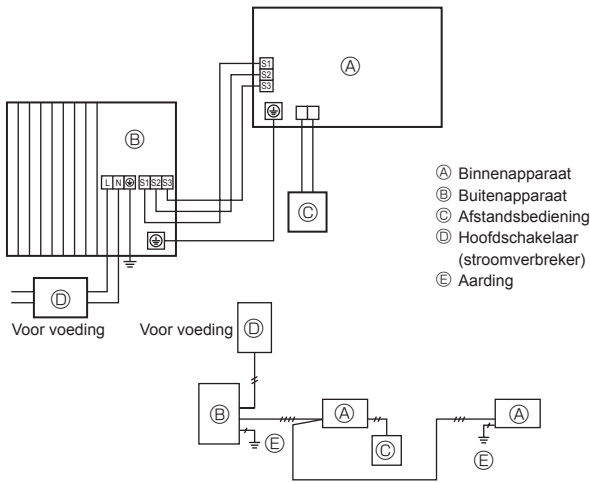 S1
S2
S3
Ⓐ
Ⓑ
L N S1 S2 S3
Ⓒ
Ⓓ
Voor voeding
Ⓐ Binnenapparaat
Ⓑ Buitenapparaat
Ⓒ Afstandsbediening
Ⓓ Hoofdschakelaar
(stroomverbreker)
Ⓔ Aarding
Voor voeding Ⓓ
Ⓑ
Ⓔ
Ⓐ
Ⓒ
Ⓐ
Ⓔ